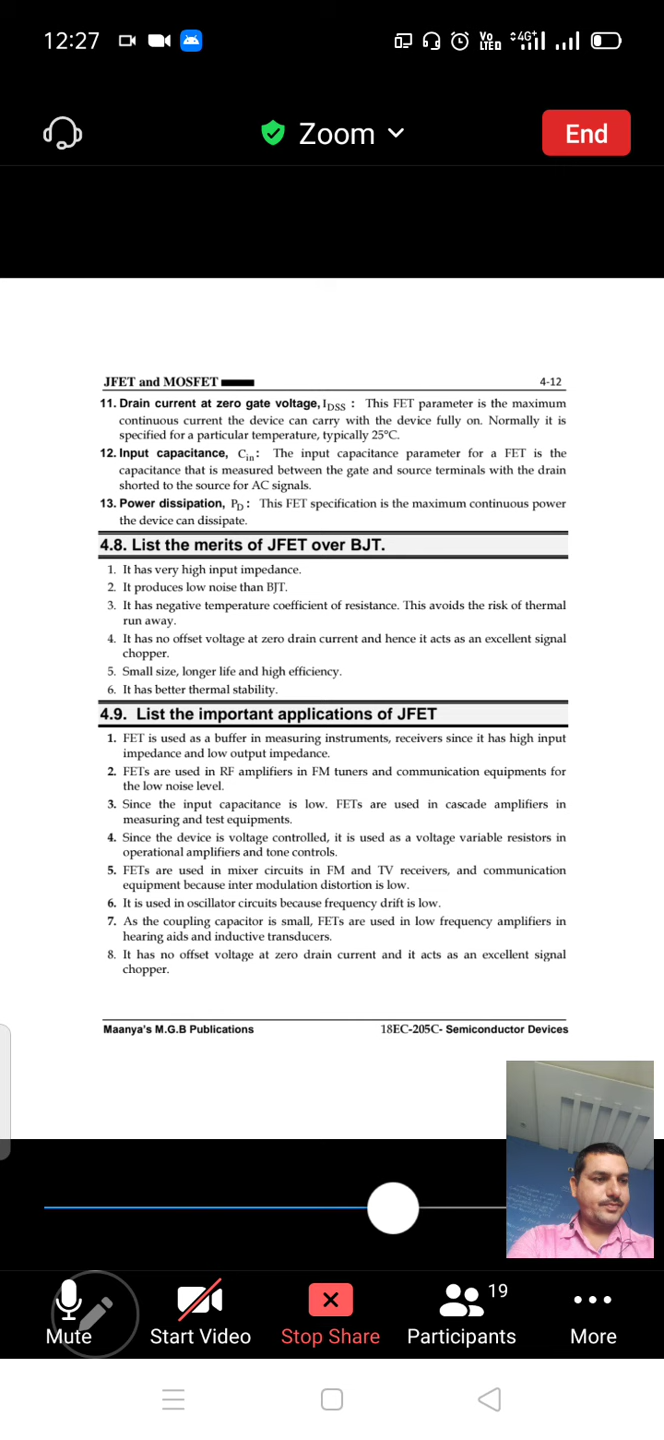 12:27 Vo LTED 4G+
Zoom End
JFET and MOSFET 4-12
11. Drain current at zero gate voltage, IDSS : This FET parameter is the maximum
continuous current the device can carry with the device fully on. Normally it is
specified for a particular temperature, typically 25°C.
12. Input capacitance, Cin: The input capacitance parameter for a FET is the
capacitance that is measured between the gate and source terminals with the drain
shorted to the source for AC signals.
13. Power dissipation, PD : This FET specification is the maximum continuous power
the device can dissipate.
4.8. List the merits of JFET over BJT.
1. It has very high input impedance.
2. It produces low noise than BJT.
3. It has negative temperature coefficient of resistance. This avoids the risk of thermal
run away.
4. It has no offset voltage at zero drain current and hence it acts as an excellent signal
chopper.
5. Small size, longer life and high efficiency.
6. It has better thermal stability.
4.9. List the important applications of JFET
1. FET is used as a buffer in measuring instruments, receivers since it has high input
impedance and low output impedance.
2. FETs are used in RF amplifiers in FM tuners and communication equipments for
the low noise level.
3. Since the input capacitance is low. FETs are used in cascade amplifiers in
measuring and test equipments.
4. Since the device is voltage controlled, it is used as a voltage variable resistors in
operational amplifiers and tone controls.
5. FETs are used in mixer circuits in FM and TV receivers, and communication
equipment because inter modulation distortion is low.
6. It is used in oscillator circuits because frequency drift is low.
7. As the coupling capacitor is small, FETs are used in low frequency amplifiers in
hearing aids and inductive transducers.
8. It has no offset voltage at zero drain current and it acts as an excellent signal
chopper.
Maanya's M.G.B Publications 18EC-205C- Semiconductor Devices
19
Mute Start Video Stop Share Participants More